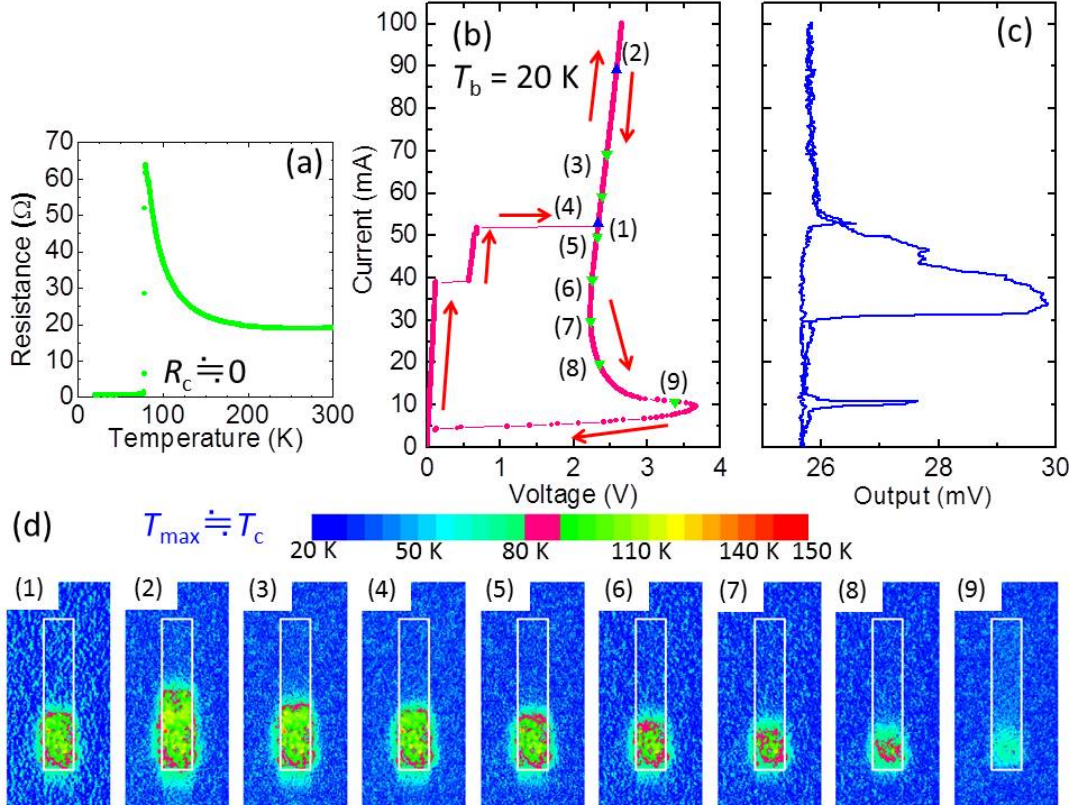 (a)
Resistance (Ω)
70
60
50
40
30
20
10
0
R_c≒0
0 100 200 300
Temperature (K)
(b)
T_b = 20 K
Current (mA)
100
90
80
70
60
50
40
30
20
10
0
(2)
(3)
(4)
(1)
(5)
(6)
(7)
(8)
(9)
0 1 2 3 4
Voltage (V)
(c)
26 28 30
Output (mV)
(d)
T_max≒T_c
20 K 50 K 80 K 110 K 140 K 150 K
(1) (2) (3) (4) (5) (6) (7) (8) (9)